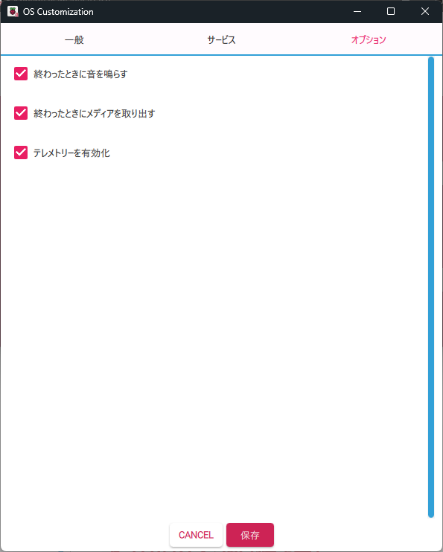 OS Customization
一般
サービス
オプション
終わったときに音を鳴らす
終わったときにメディアを取り出す
テレメトリーを有効化
CANCEL
保存